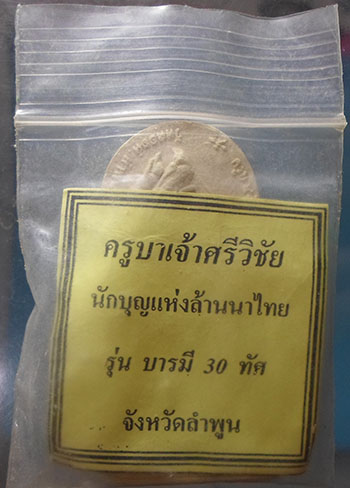 ครูบาเจ้าศรีวิชัย
นักบุญแห่งล้านนาไทย
รุ่น บารมี 30 ทัศ
จังหวัดลำพูน